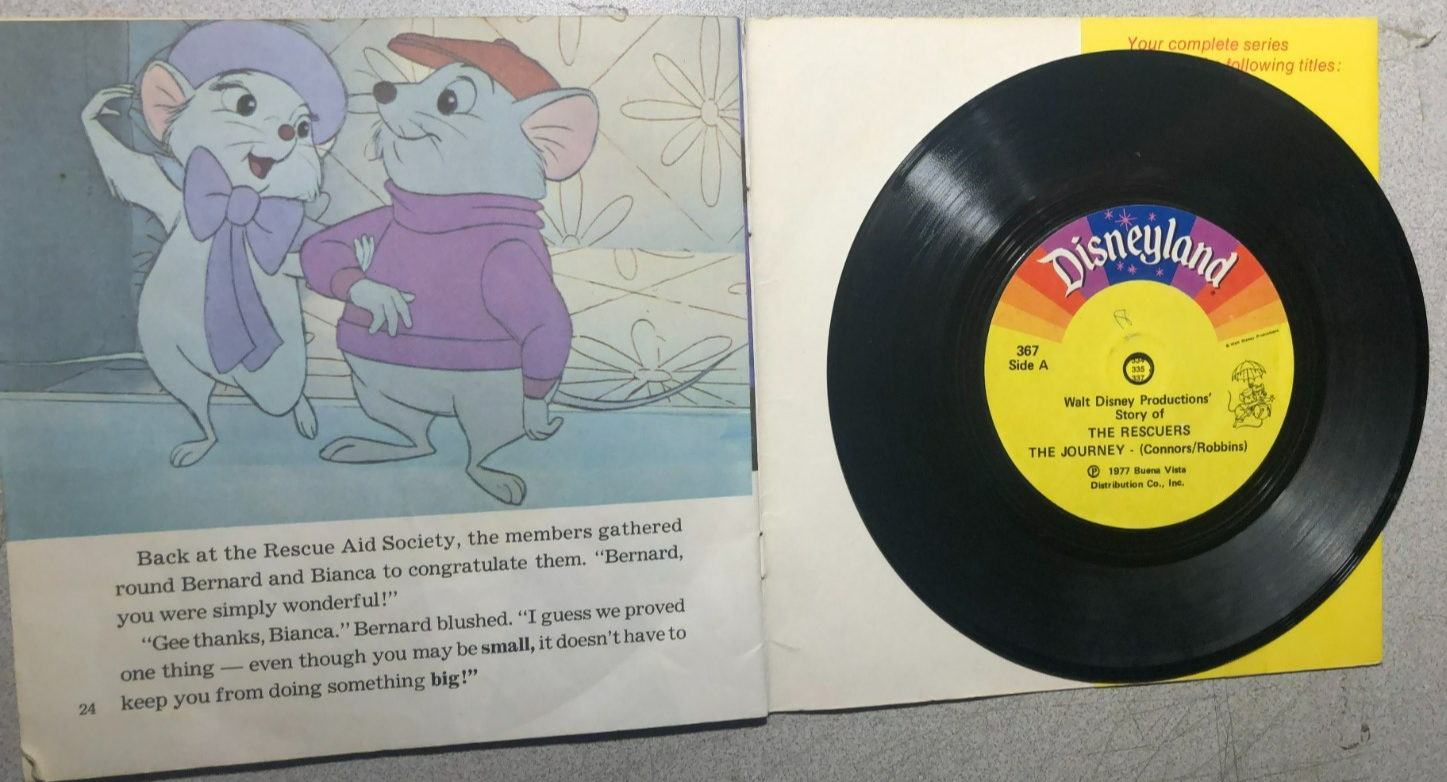 Back at the Rescue Aid Society, the members gathered
round Bernard and Bianca to congratulate them. “Bernard,
you were simply wonderful!”
“Gee thanks, Bianca.” Bernard blushed. “I guess we proved
one thing — even though you may be small, it doesn't have to
keep you from doing something big!”
24
Your complete series
following titles:
Disneyland
367
Side A
335
337
Walt Disney Productions'
Story of
THE RESCUERS
THE JOURNEY - (Connors/Robbins)
Ⓟ 1977 Buena Vista
Distribution Co., Inc.